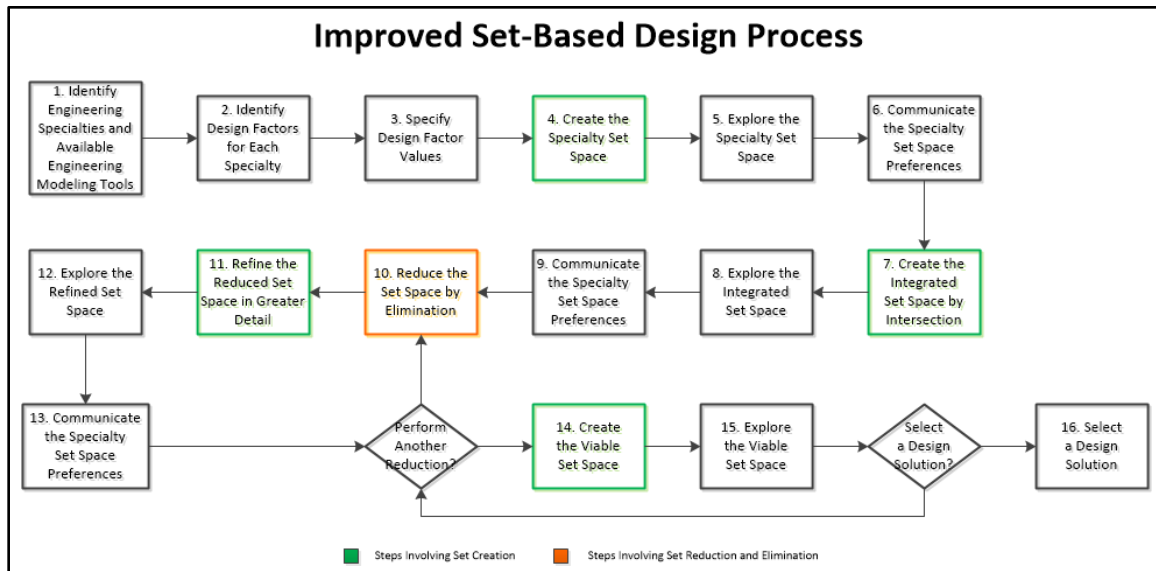 Improved Set-Based Design Process
1. Identify
Engineering
Specialties and
Available
Engineering
Modeling Tools
2. Identify
Design Factors
for Each
Specialty
3. Specify
Design Factor
Values
4. Create the
Specialty Set
Space
5. Explore the
Specialty Set
Space
6. Communicate
the Specialty
Set Space
Preferences
7. Create the
Integrated
Set Space by
Intersection
8. Explore the
Integrated
Set Space
9. Communicate
the Specialty
Set Space
Preferences
10. Reduce the
Set Space by
Elimination
11. Refine the
Reduced Set
Space in Greater
Detail
12. Explore the
Refined Set
Space
13. Communicate
the Specialty
Set Space
Preferences
Perform
Another
Reduction?
14. Create
the Viable
Set Space
15. Explore
the Viable
Set Space
Select
a Design
Solution?
16. Select
a Design
Solution
Steps Involving Set Creation
Steps Involving Set Reduction and Elimination